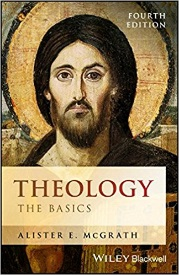 FOURTH
EDITION
THEOLOGY
THE BASICS
ALISTER E. McGRATH
WILEY Blackwell